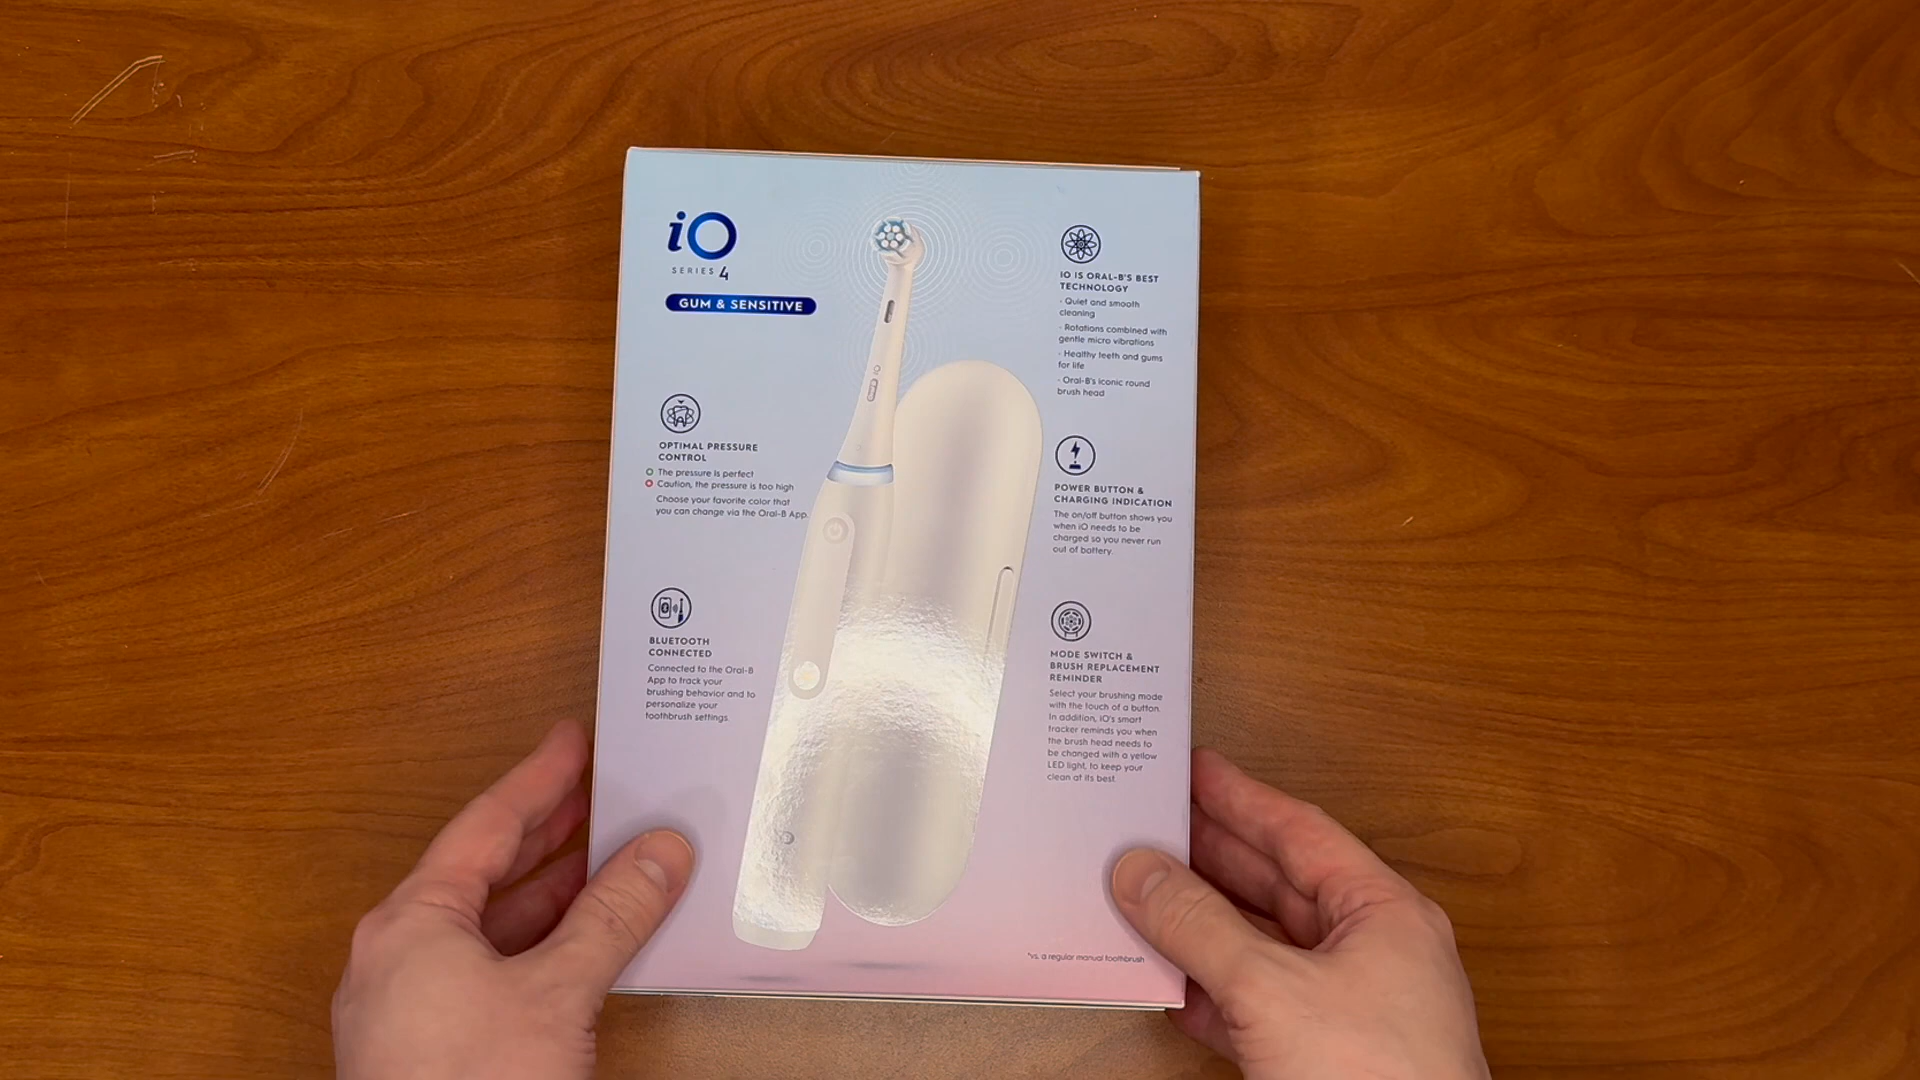 iO
SERIES 4
GUM & SENSITIVE
OPTIMAL PRESSURE
CONTROL
The pressure is perfect
Caution, the pressure is too high
Choose your favorite color that
you can change via the Oral-B App.
BLUETOOTH
CONNECTED
Connected to the Oral-B
App to track your
brushing behavior and to
personalize your
toothbrush settings.
IO IS ORAL-B'S BEST
TECHNOLOGY
· Quiet and smooth
cleaning
· Rotations combined with
gentle micro vibrations
· Healthy teeth and gums
for life
· Oral-B's iconic round
brush head
POWER BUTTON &
CHARGING INDICATION
The on/off button shows you
when iO needs to be
charged so you never run
out of battery.
MODE SWITCH &
BRUSH REPLACEMENT
REMINDER
Select your brushing mode
with the touch of a button.
In addition, iO's smart
tracker reminds you when
the brush head needs to
be changed with a yellow
LED light, to keep your
clean at its best.
*vs. a regular manual toothbrush